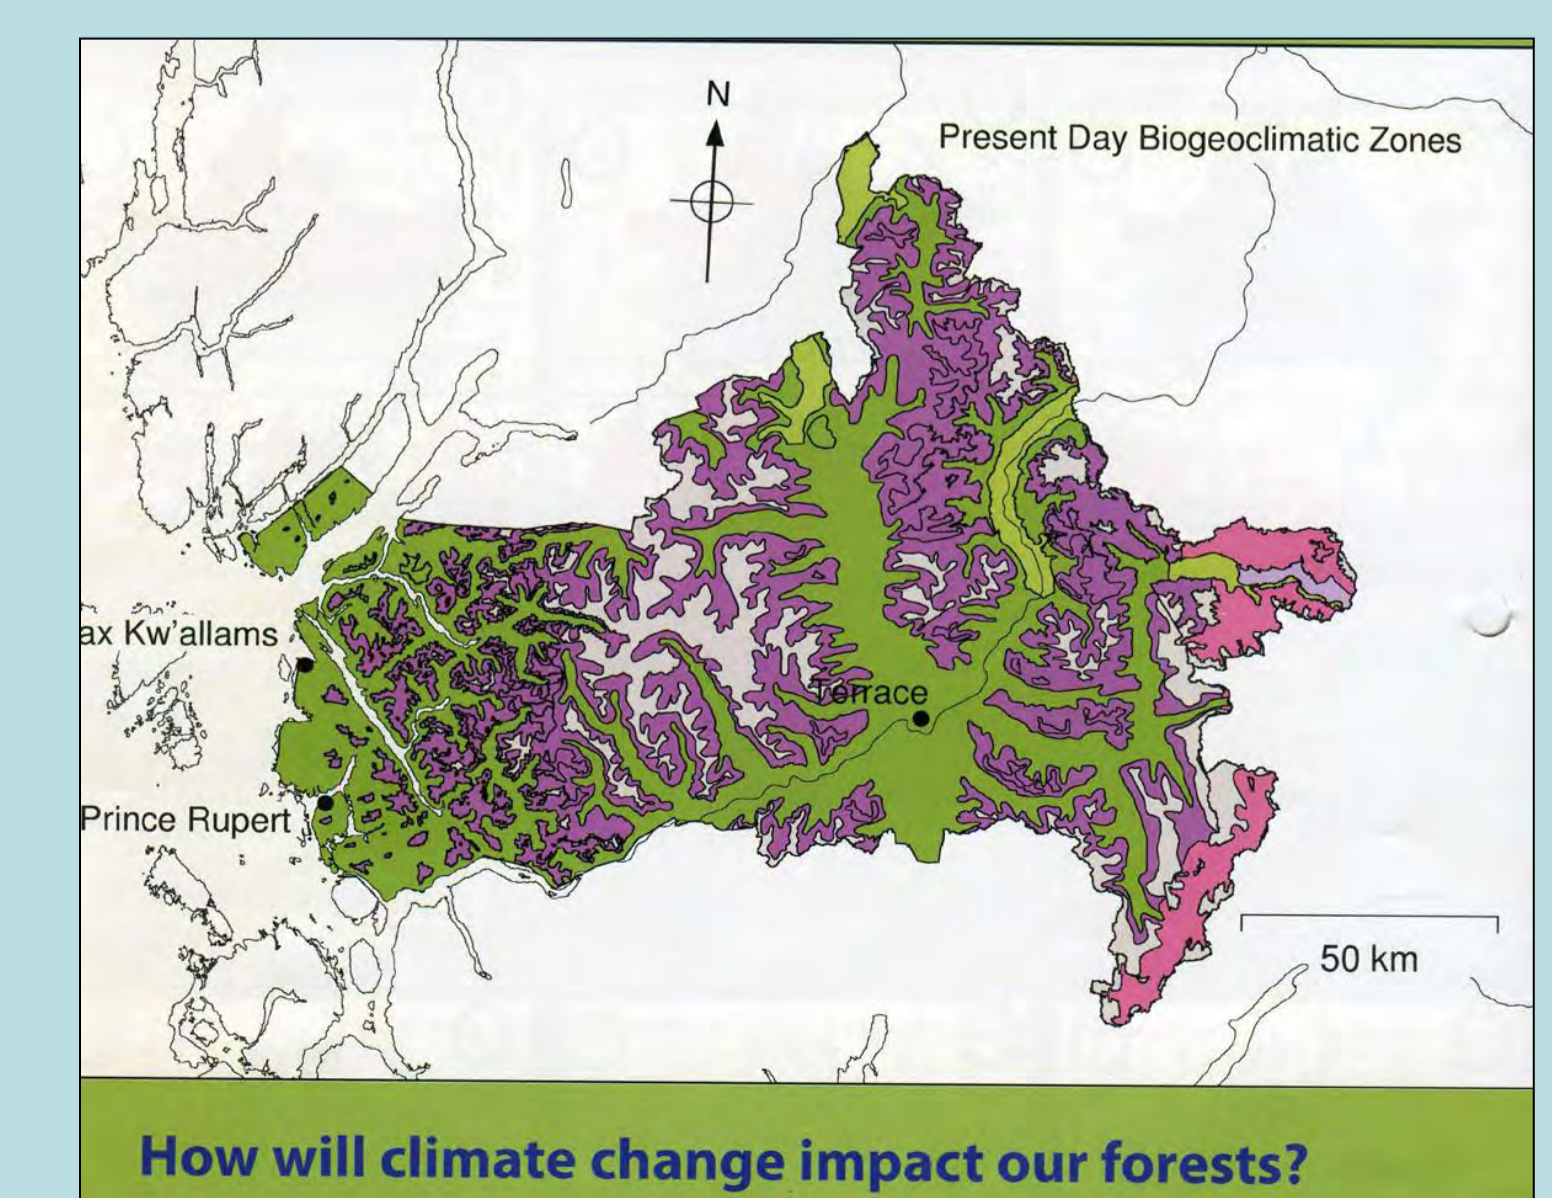 N
Present Day Biogeoclimatic Zones
ax Kw'allams
Terrace
Prince Rupert
50 km
How will climate change impact our forests?